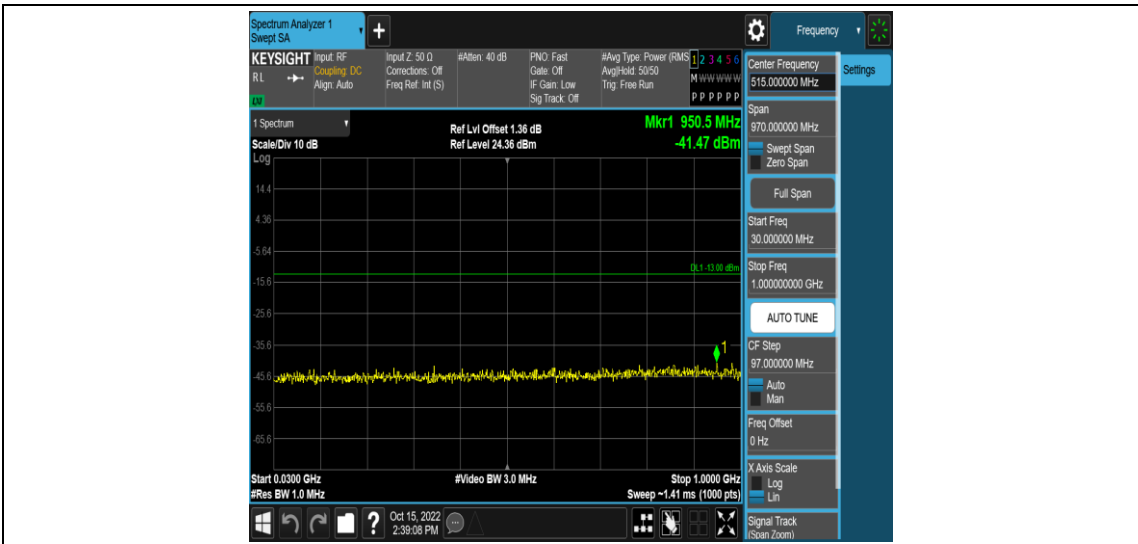 Spectrum Analyzer 1
Swept SA
+
Frequency
KEYSIGHT
RL
LXI
Input: RF
Coupling: DC
Align: Auto
Input Z: 50 Ω
Corrections: Off
Freq Ref: Int (S)
#Atten: 40 dB
PNO: Fast
Gate: Off
IF Gain: Low
Sig Track: Off
#Avg Type: Power (RMS
Avg|Hold: 50/50
Trig: Free Run
1 2 3 4 5 6
M W W W W W
P P P P P P
1 Spectrum
Scale/Div 10 dB
Ref Lvl Offset 1.36 dB
Ref Level 24.36 dBm
Mkr1 950.5 MHz
-41.47 dBm
Log
14.4
4.36
-5.64
DL1 -13.00 dBm
-15.6
-25.6
-35.6
1
-45.6
-55.6
-65.6
Start 0.0300 GHz
#Video BW 3.0 MHz
Stop 1.0000 GHz
#Res BW 1.0 MHz
Sweep ~1.41 ms (1000 pts)
?
Oct 15, 2022
2:39:08 PM
Center Frequency
515.000000 MHz
Settings
Span
970.000000 MHz
Swept Span
Zero Span
Full Span
Start Freq
30.000000 MHz
Stop Freq
1.000000000 GHz
AUTO TUNE
CF Step
97.000000 MHz
Auto
Man
Freq Offset
0 Hz
X Axis Scale
Log
Lin
Signal Track
(Span Zoom)